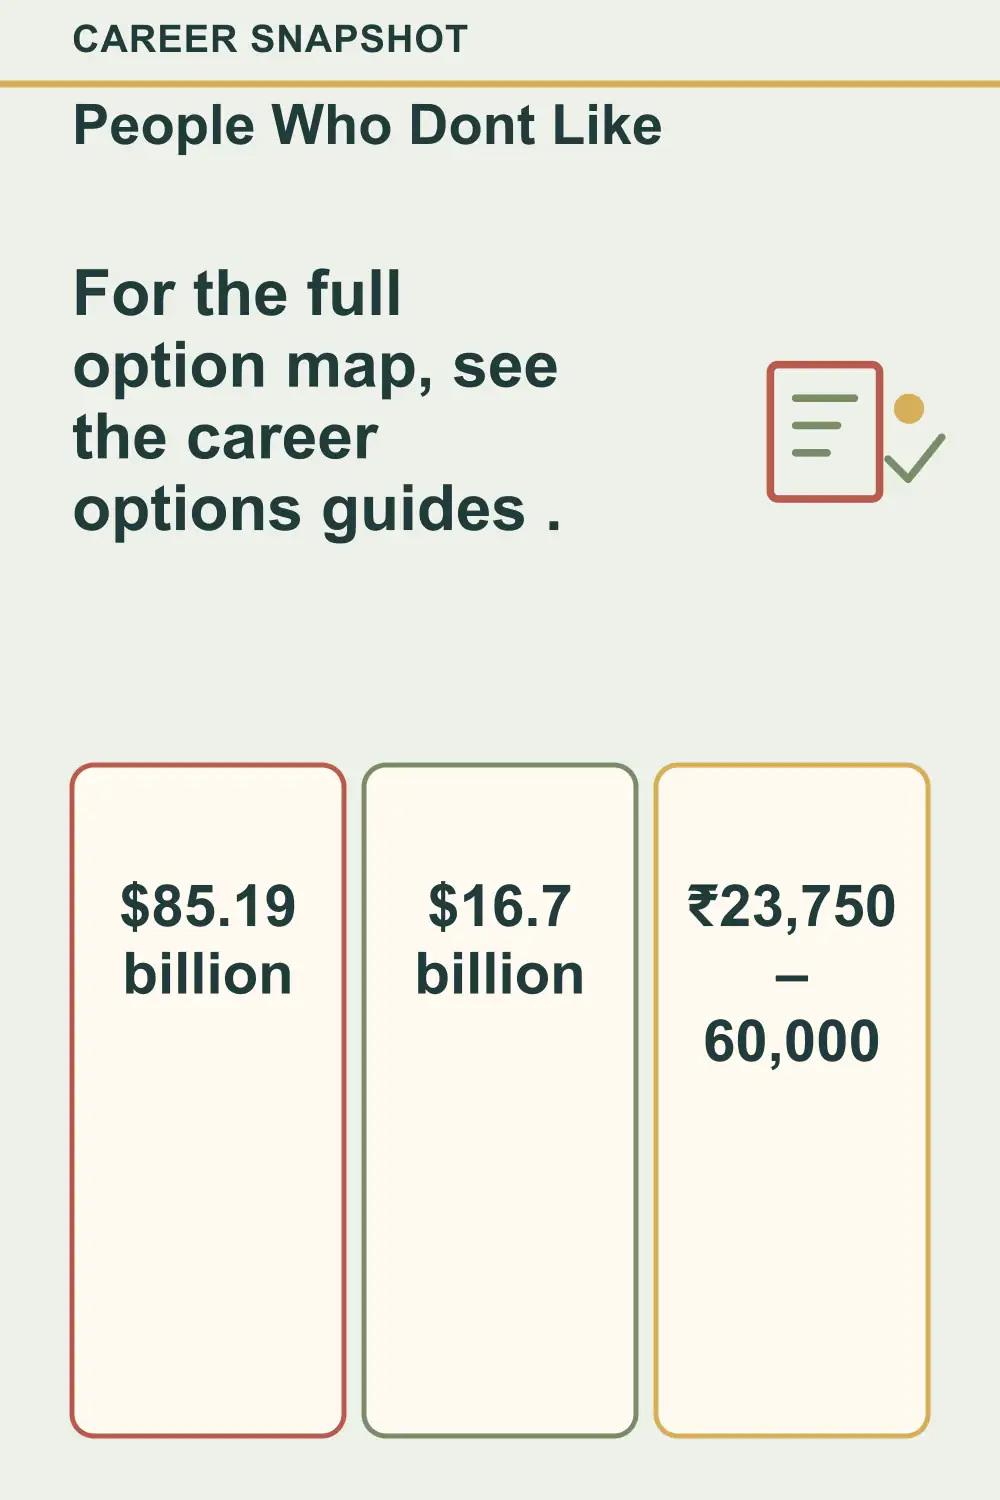 CAREER SNAPSHOT
People Who Dont Like
For the full
option map, see
the career
options guides .
$85.19
billion
$16.7
billion
₹23,750
–
60,000